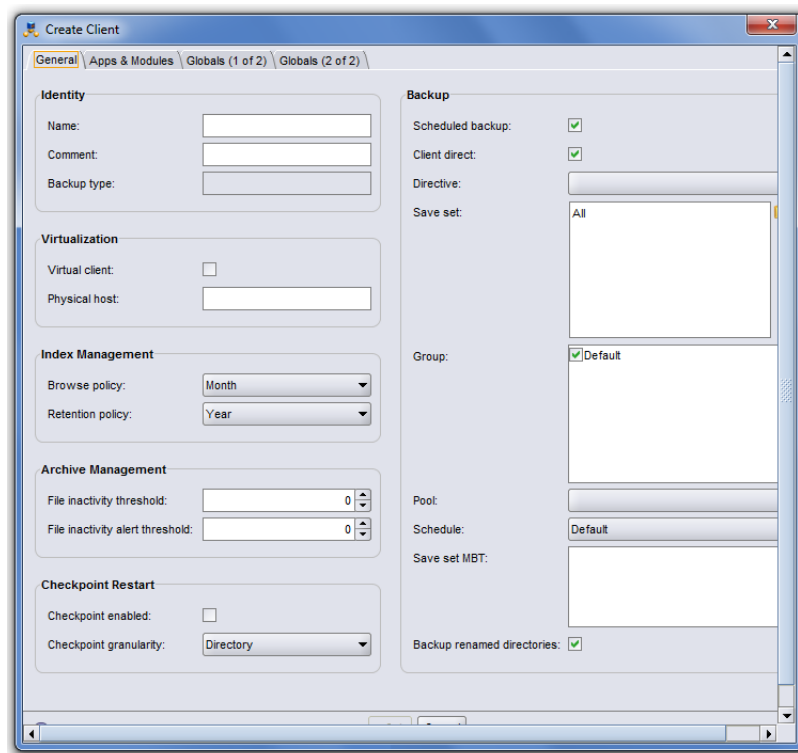 Create Client
General Apps & Modules Globals (1 of 2) Globals (2 of 2)
Identity
Name:
Comment:
Backup type:
Virtualization
Virtual client:
Physical host:
Index Management
Browse policy: Month
Retention policy: Year
Archive Management
File inactivity threshold: 0
File inactivity alert threshold: 0
Checkpoint Restart
Checkpoint enabled:
Checkpoint granularity: Directory
Backup
Scheduled backup:
Client direct:
Directive:
Save set: All
Group: Default
Pool:
Schedule: Default
Save set MBT:
Backup renamed directories: